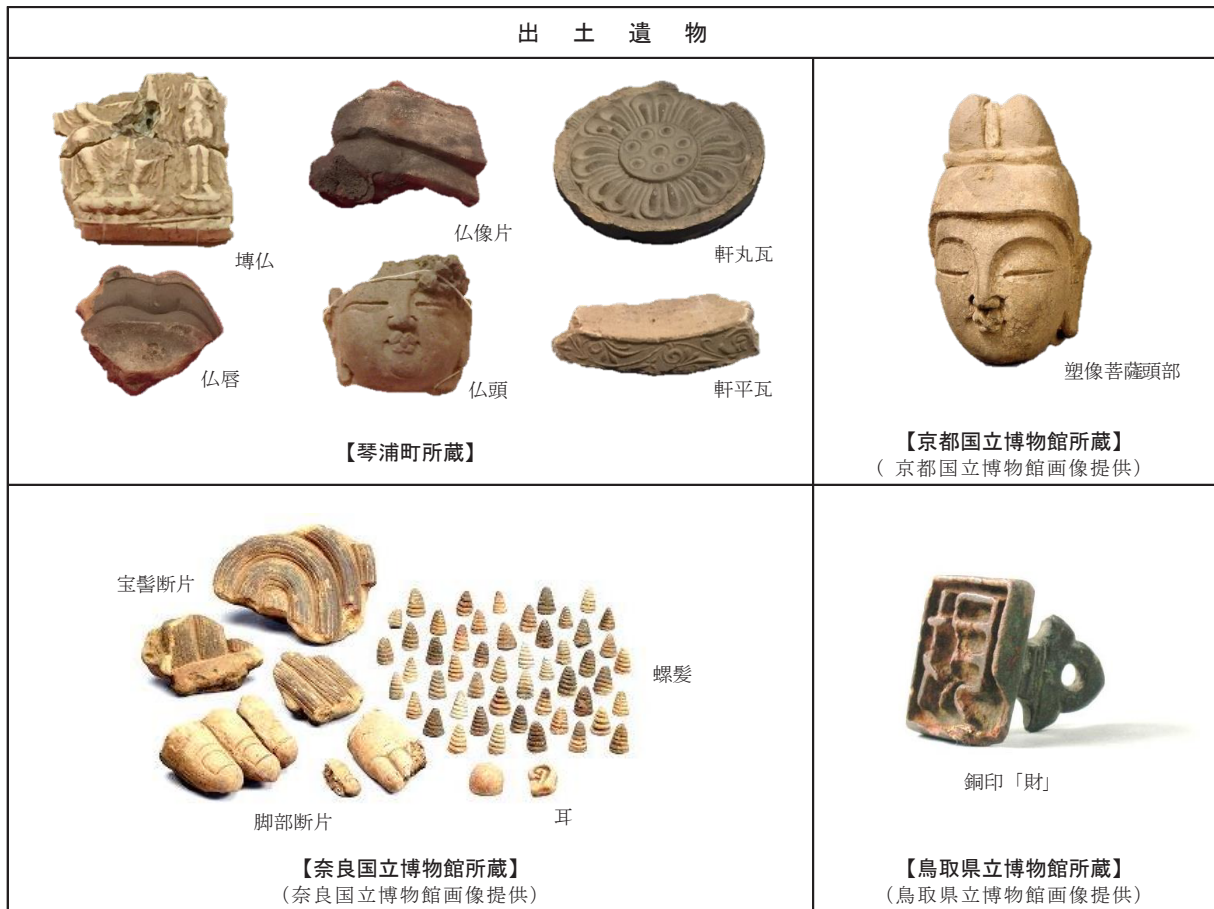 出土遺物
塼仏
仏像片
軒丸瓦
仏唇
仏頭
軒平瓦
【琴浦町所蔵】
塑像菩薩頭部
【京都国立博物館所蔵】
( 京都国立博物館画像提供)
宝髻断片
螺髪
脚部断片
耳
【奈良国立博物館所蔵】
(奈良国立博物館画像提供)
銅印「財」
【鳥取県立博物館所蔵】
(鳥取県立博物館画像提供)